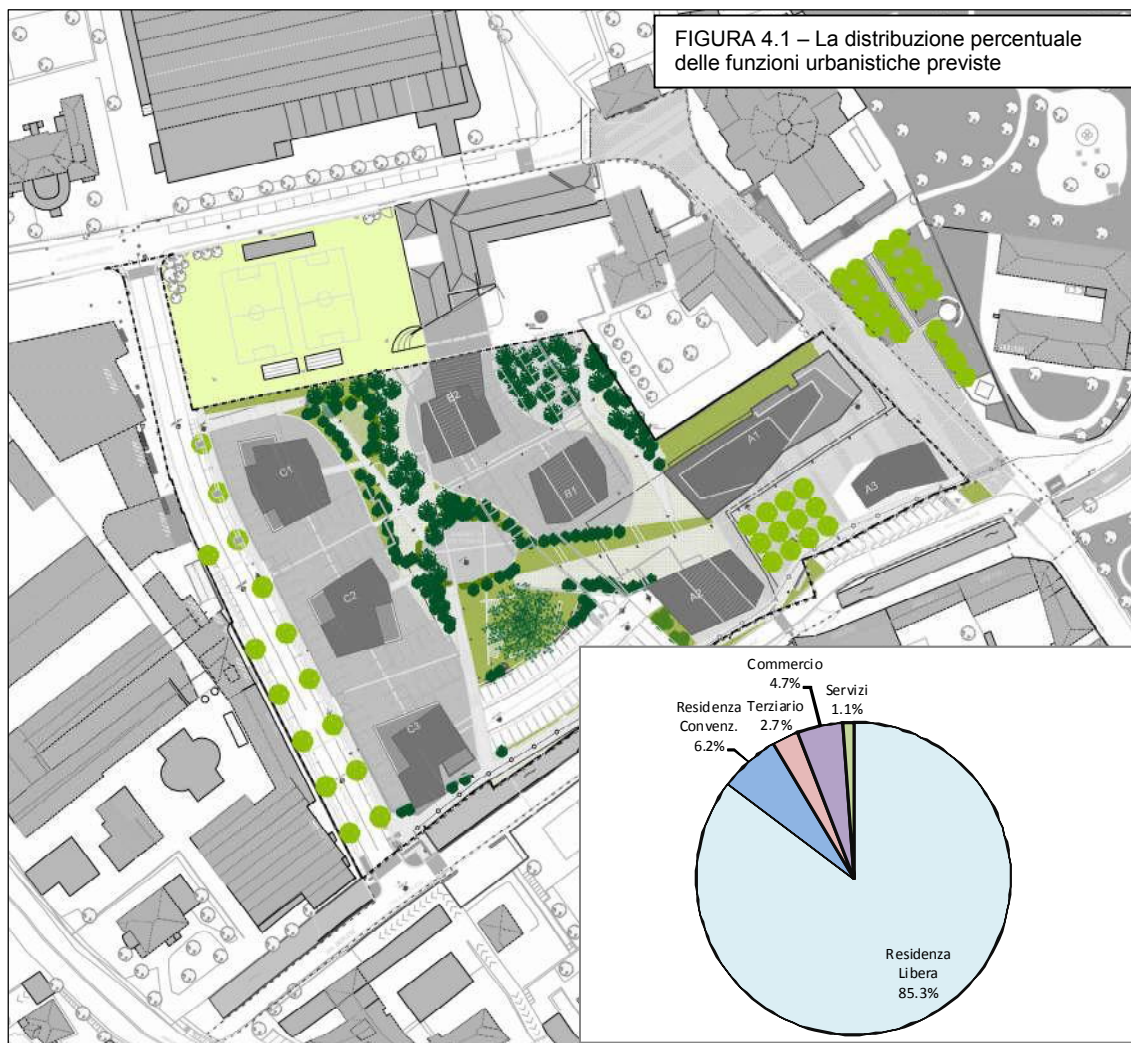 FIGURA 4.1 – La distribuzione percentuale
delle funzioni urbanistiche previste
B2
C1
B1
A1
A3
C2
A2
C3
Commercio
4.7%
Servizi
1.1%
Terziario
2.7%
Residenza
Convenz.
6.2%
Residenza
Libera
85.3%